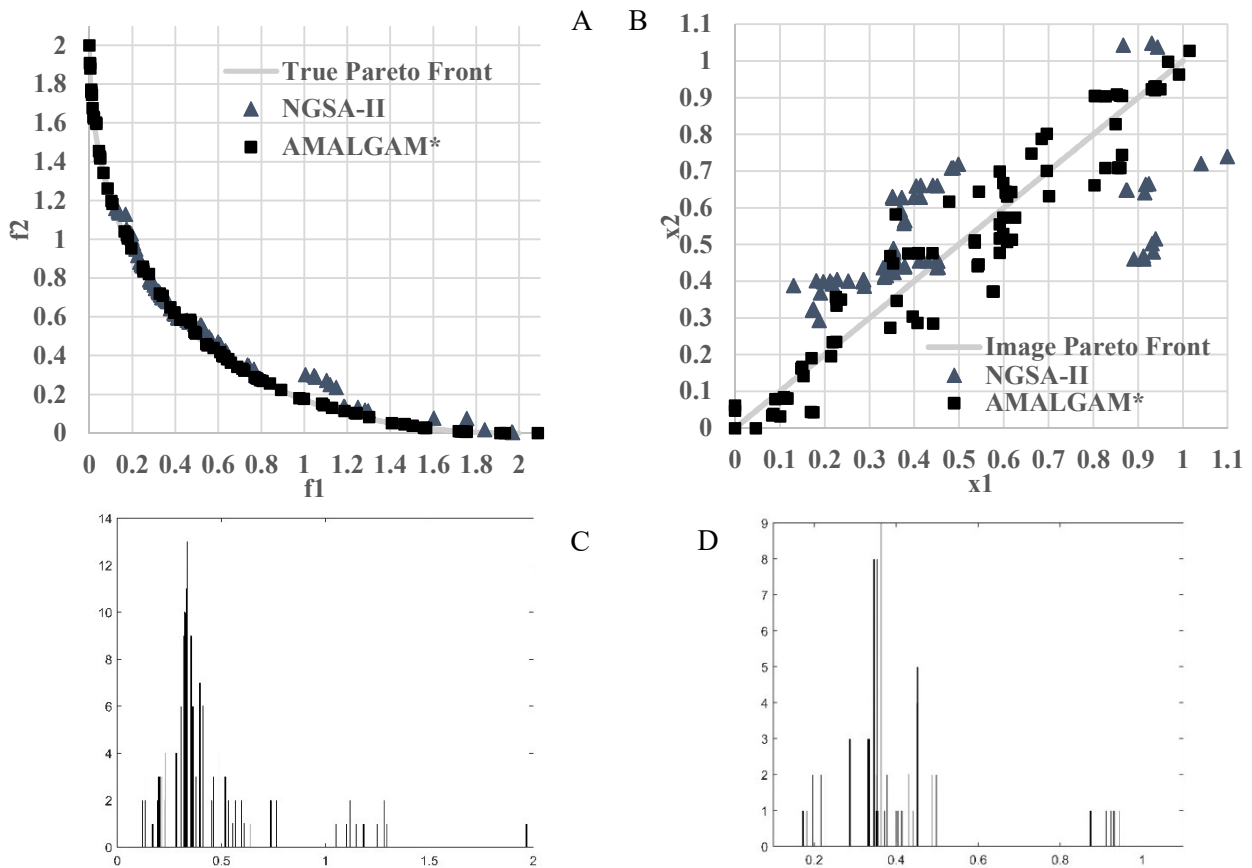 A
B
2
1.8
1.6
1.4
1.2
1
0.8
0.6
0.4
0.2
0
f2
True Pareto Front
NGSA-II
AMALGAM*
0 0.2 0.4 0.6 0.8 1 1.2 1.4 1.6 1.8 2
f1
1.1
1
0.9
0.8
0.7
0.6
0.5
0.4
0.3
0.2
0.1
0
x2
Image Pareto Front
NGSA-II
AMALGAM*
0 0.1 0.2 0.3 0.4 0.5 0.6 0.7 0.8 0.9 1 1.1
x1
C
14
12
10
8
6
4
2
0
0 0.5 1 1.5 2
D
9
8
7
6
5
4
3
2
1
0
0.2 0.4 0.6 0.8 1